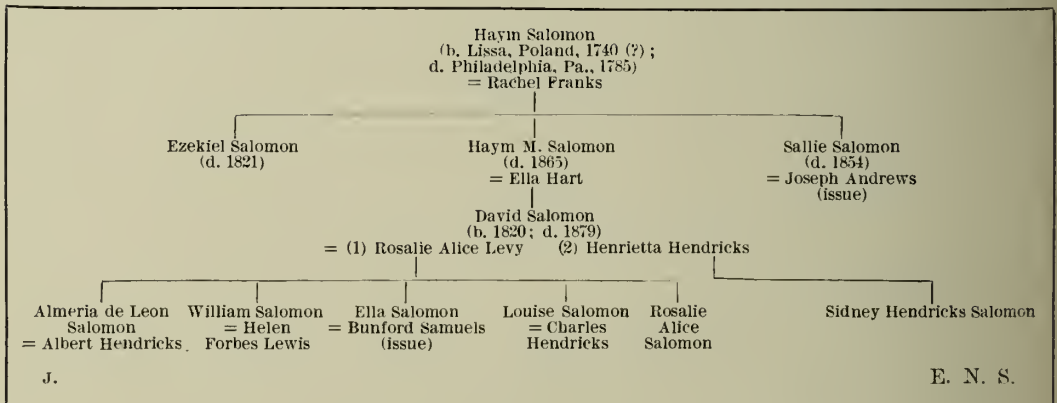 Haym Salomon
(b. Lissa, Poland, 1740 (?);
d. Philadelphia, Pa., 1785)
= Rachel Franks
Ezekiel Salomon
(d. 1821)
Haym M. Salomon
(d. 1865)
= Ella Hart
Sallie Salomon
(d. 1854)
= Joseph Andrews
(issue)
David Salomon
(b. 1820; d. 1879)
= (1) Rosalie Alice Levy (2) Henrietta Hendricks
Almeria de Leon
Salomon
= Albert Hendricks.
William Salomon
= Helen
Forbes Lewis
Ella Salomon
= Bunford Samuels
(issue)
Louise Salomon
= Charles
Hendricks
Rosalie
Alice
Salomon
Sidney Hendricks Salomon
J. E. N. S.